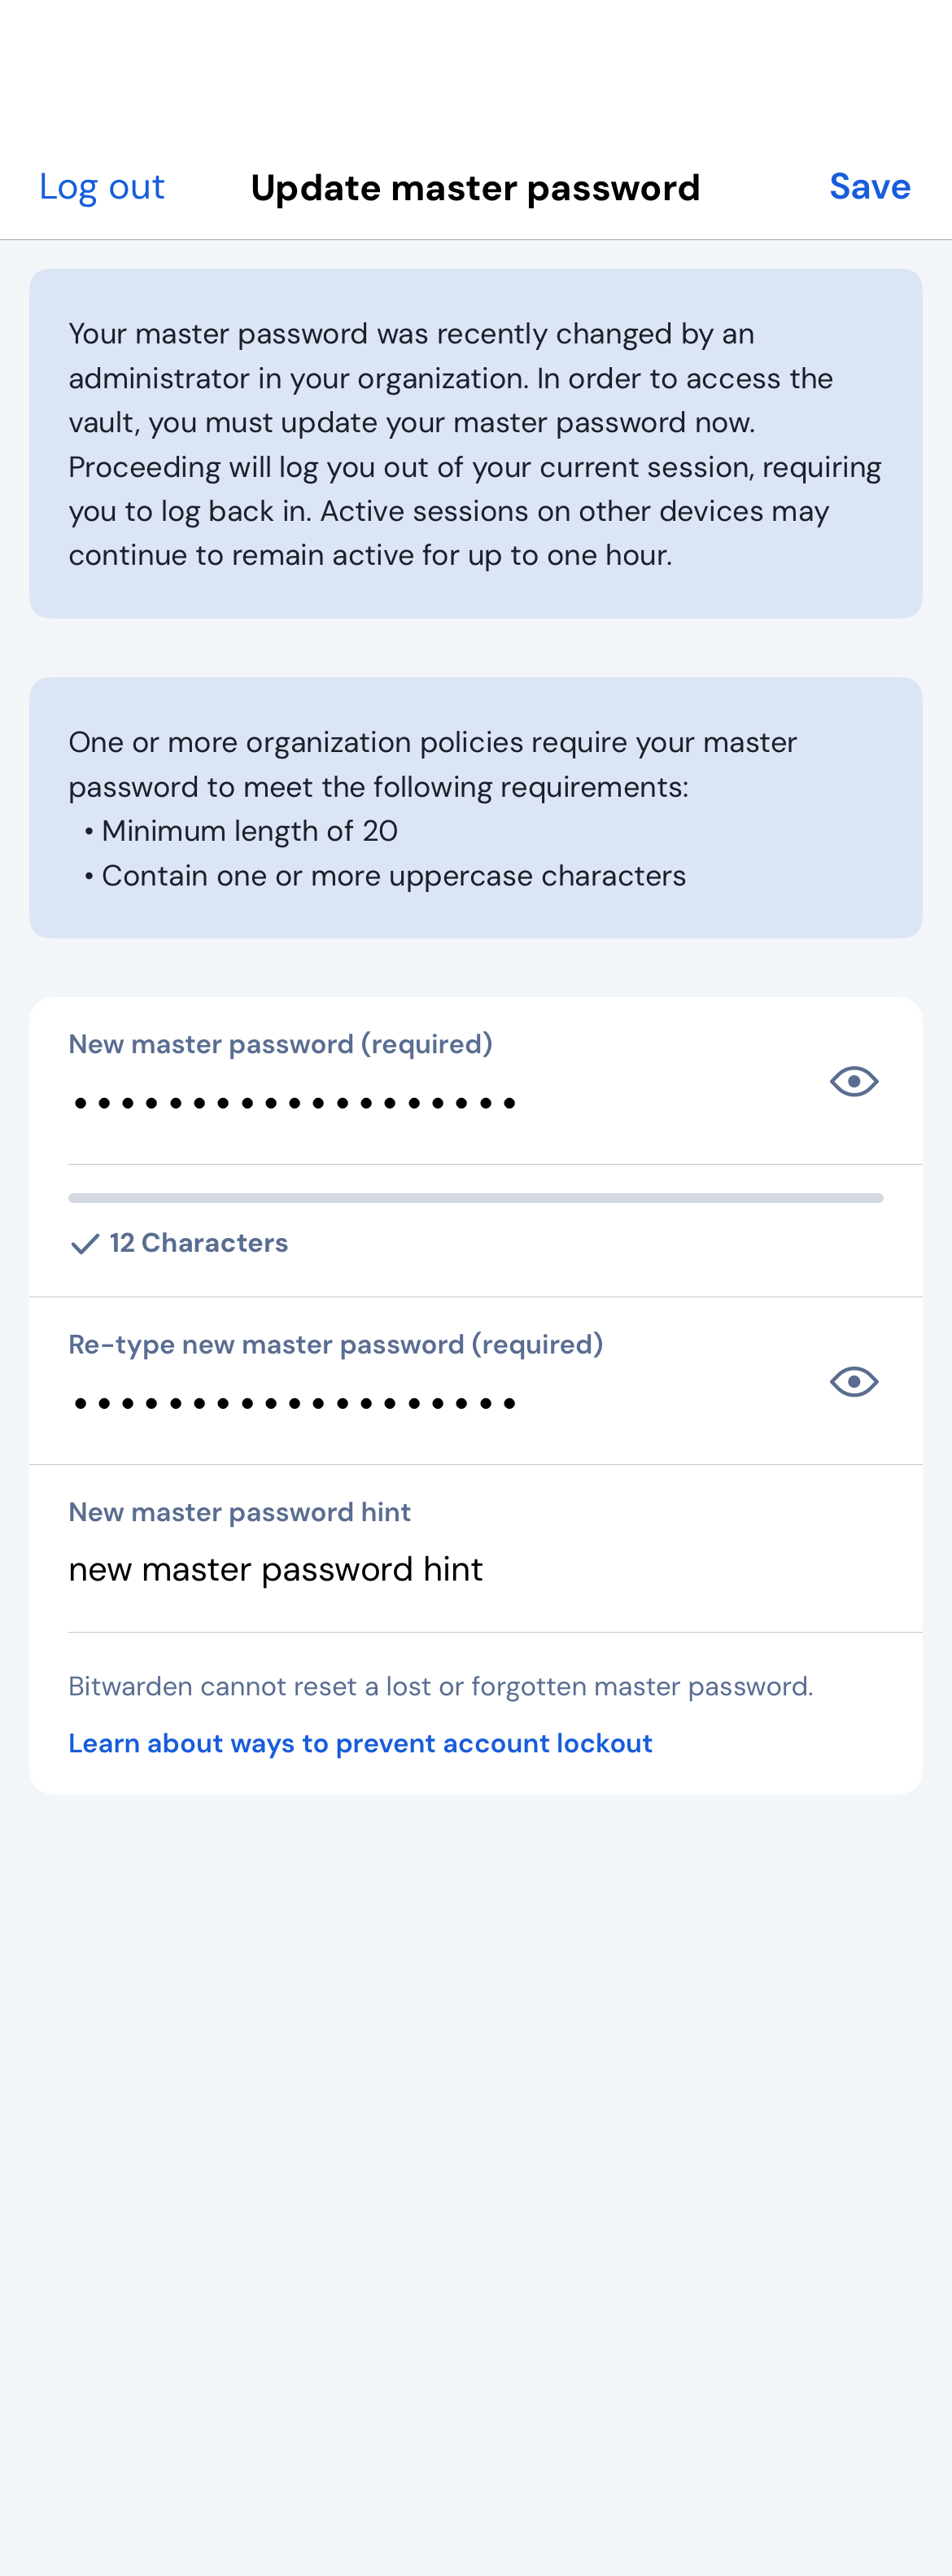 Log out
Update master password
Save
Your master password was recently changed by an
administrator in your organization. In order to access the
vault, you must update your master password now.
Proceeding will log you out of your current session, requiring
you to log back in. Active sessions on other devices may
continue to remain active for up to one hour.
One or more organization policies require your master
password to meet the following requirements:
• Minimum length of 20
• Contain one or more uppercase characters
New master password (required)
•••••••••••••••••••
12 Characters
Re-type new master password (required)
•••••••••••••••••••
New master password hint
new master password hint
Bitwarden cannot reset a lost or forgotten master password.
Learn about ways to prevent account lockout